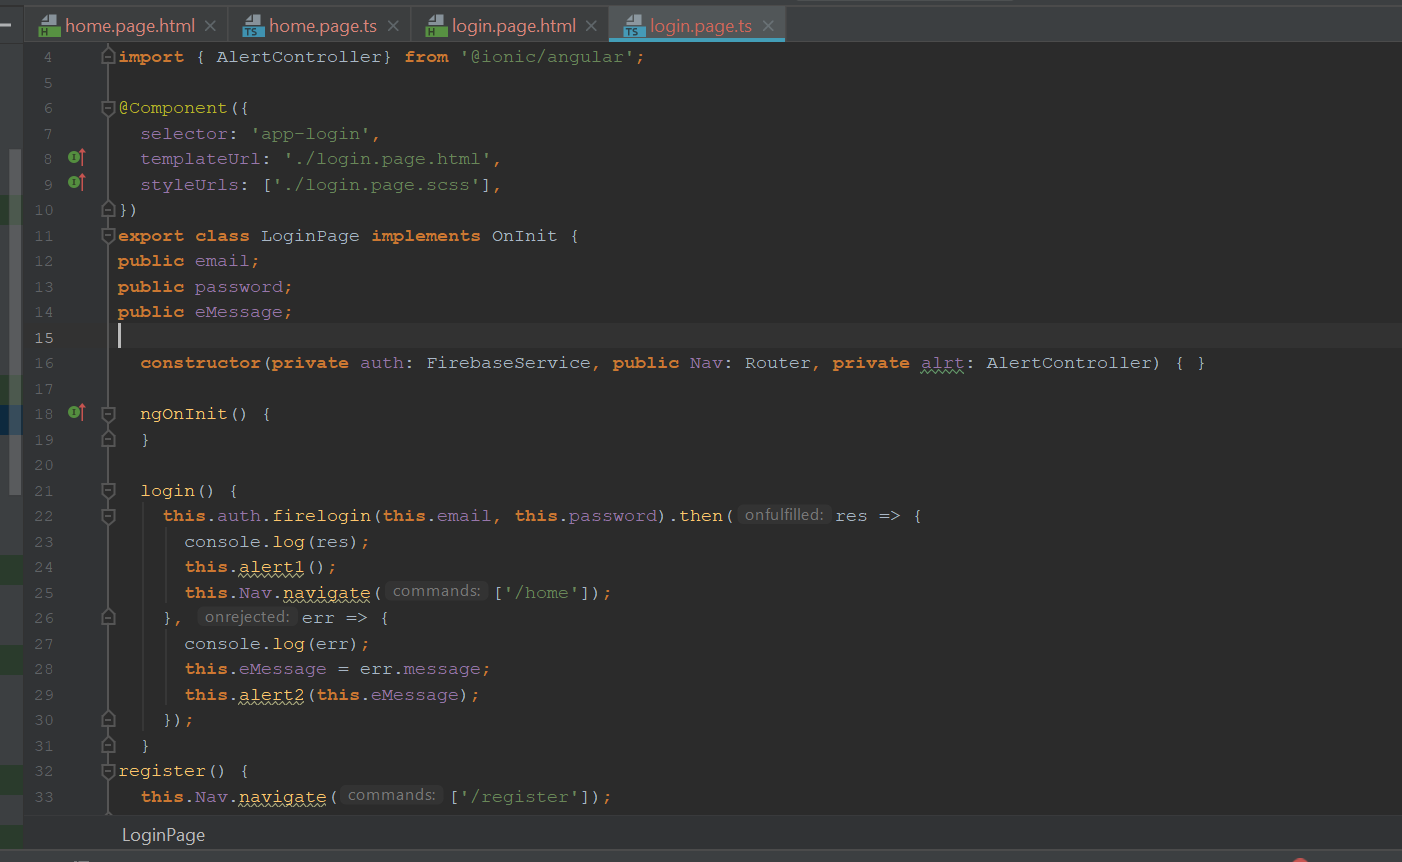 home.page.html home.page.ts login.page.html login.page.ts
4 import { AlertController} from '@ionic/angular';
5
6 @Component({
7 selector: 'app-login',
8 templateUrl: './login.page.html',
9 styleUrls: ['./login.page.scss'],
10 })
11 export class LoginPage implements OnInit {
12 public email;
13 public password;
14 public eMessage;
15
16 constructor(private auth: FirebaseService, public Nav: Router, private alrt: AlertController) { }
17
18 ngOnInit() {
19 }
20
21 login() {
22 this.auth.firelogin(this.email, this.password).then( onfulfilled: res => {
23 console.log(res);
24 this.alert1();
25 this.Nav.navigate( commands: ['/home']);
26 }, onrejected: err => {
27 console.log(err);
28 this.eMessage = err.message;
29 this.alert2(this.eMessage);
30 });
31 }
32 register() {
33 this.Nav.navigate( commands: ['/register']);
LoginPage